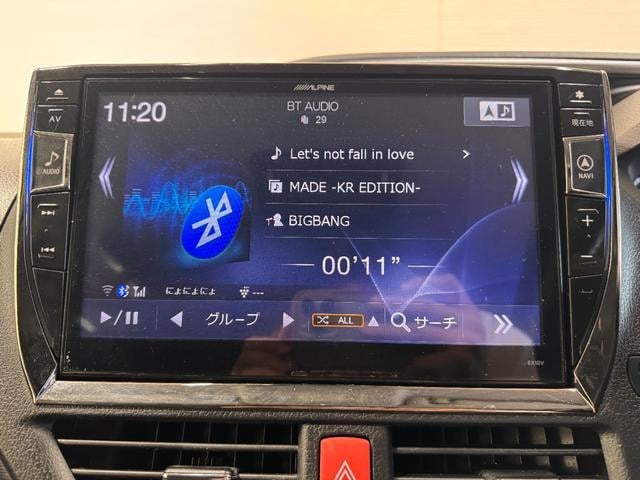 ALPINE
11:20
BT AUDIO
29
Let's not fall in love
MADE -KR EDITION-
BIGBANG
00'11”
にょにょにょ
---
グループ
ALL
サーチ
AV
AUDIO
現在地
NAVI
EX10V